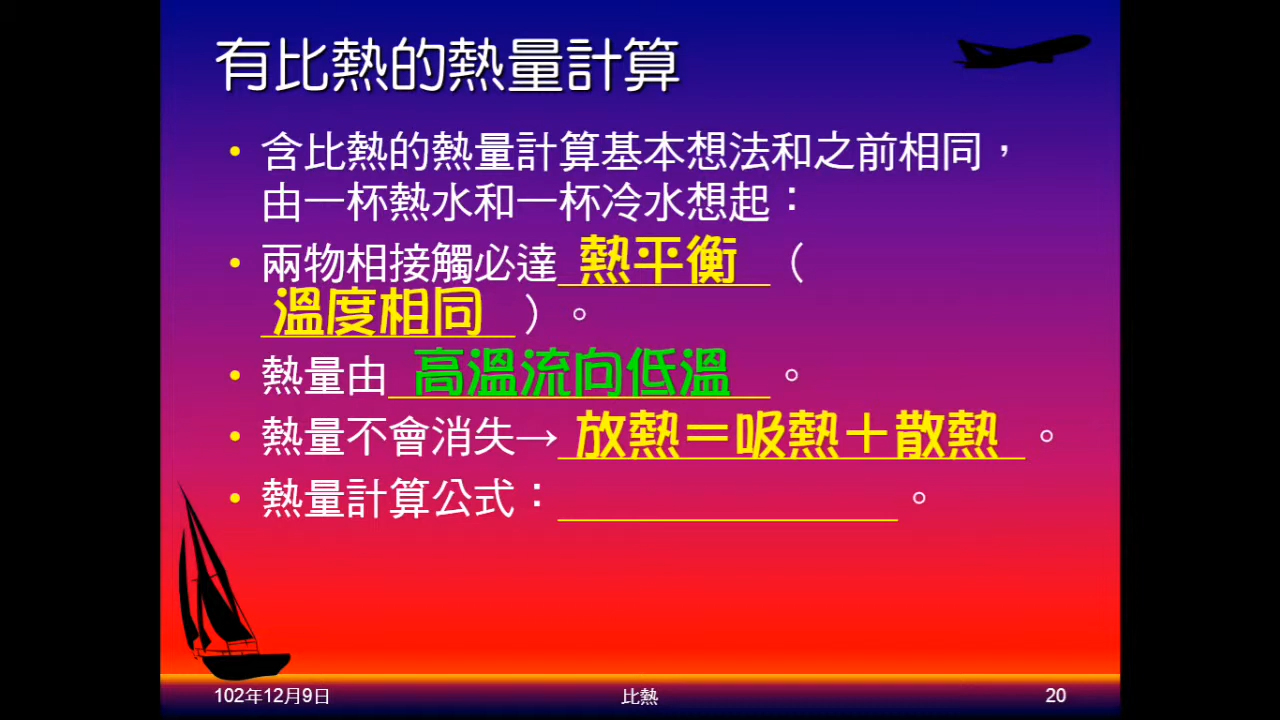 有比熱的熱量計算
• 含比熱的熱量計算基本想法和之前相同，
由一杯熱水和一杯冷水想起：
• 兩物相接觸必達 熱平衡 （
溫度相同 ）。
• 熱量由 高溫流向低溫 。
• 熱量不會消失→ 放熱＝吸熱＋散熱 。
• 熱量計算公式：＿＿＿＿＿＿＿＿。
102年12月9日 比熱 20